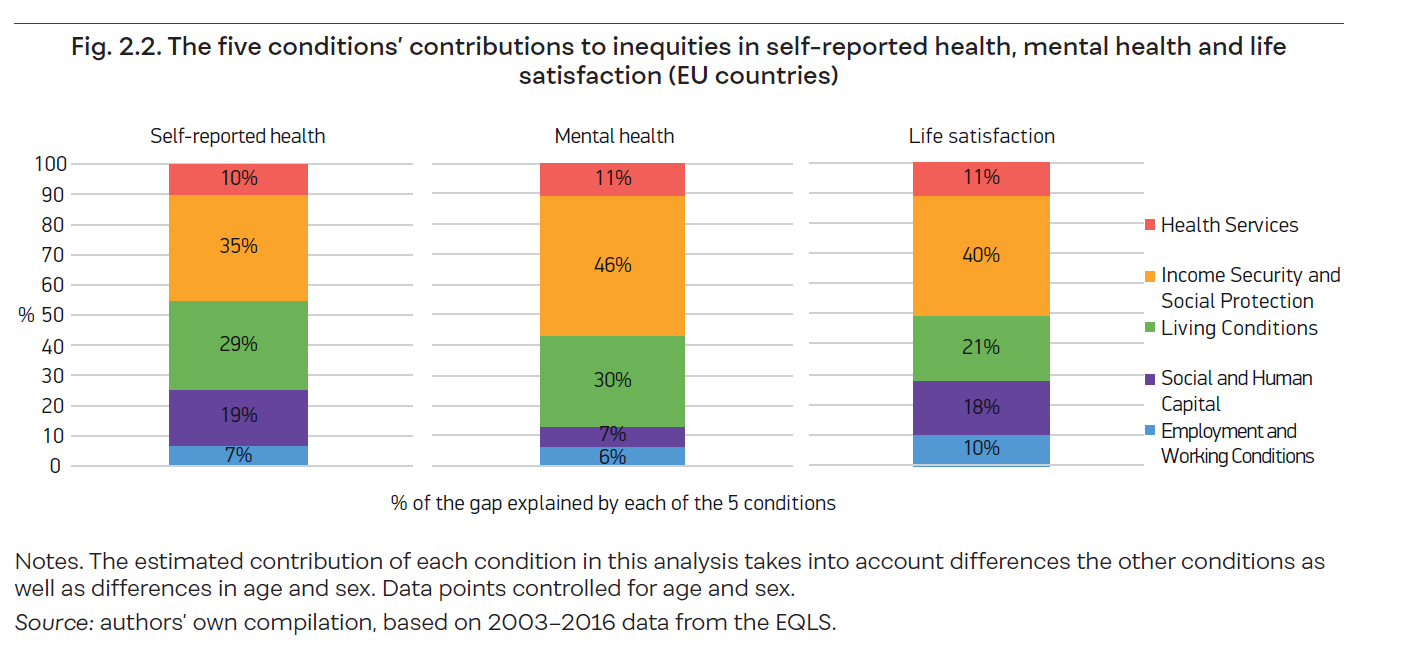 Fig. 2.2. The five conditions’ contributions to inequities in self-reported health, mental health and life
satisfaction (EU countries)
Self-reported health
Mental health
Life satisfaction
100
90
80
70
60
% 50
40
30
20
10
0
10%
35%
29%
19%
7%
11%
46%
30%
7%
6%
11%
40%
21%
18%
10%
Health Services
Income Security and
Social Protection
Living Conditions
Social and Human
Capital
Employment and
Working Conditions
% of the gap explained by each of the 5 conditions
Notes. The estimated contribution of each condition in this analysis takes into account differences the other conditions as
well as differences in age and sex. Data points controlled for age and sex.
Source: authors’ own compilation, based on 2003–2016 data from the EQLS.